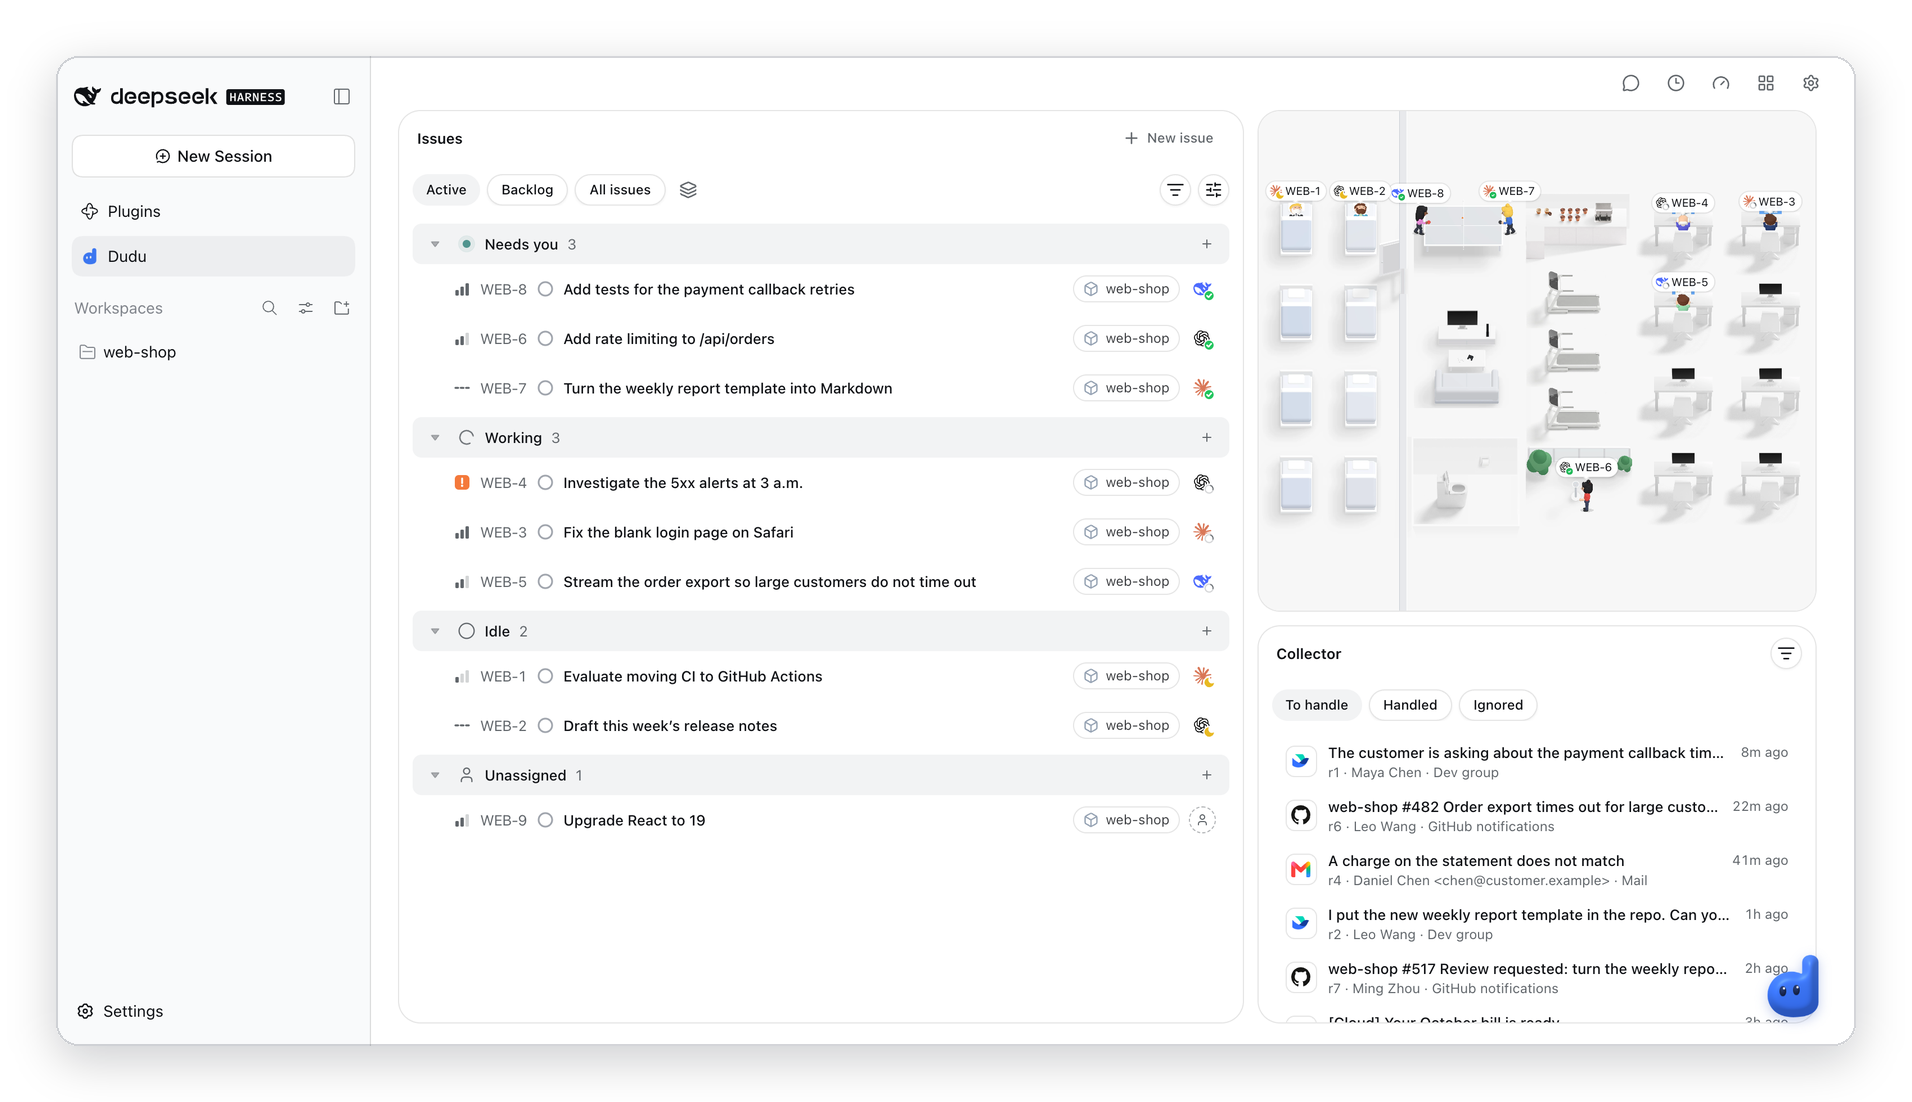 deepseek HARNESS
New Session
Plugins
Dudu
Workspaces
web-shop
Settings
Issues
New issue
Active
Backlog
All issues
Needs you 3
WEB-8 Add tests for the payment callback retries web-shop
WEB-6 Add rate limiting to /api/orders web-shop
WEB-7 Turn the weekly report template into Markdown web-shop
Working 3
WEB-4 Investigate the 5xx alerts at 3 a.m. web-shop
WEB-3 Fix the blank login page on Safari web-shop
WEB-5 Stream the order export so large customers do not time out web-shop
Idle 2
WEB-1 Evaluate moving CI to GitHub Actions web-shop
WEB-2 Draft this week’s release notes web-shop
Unassigned 1
WEB-9 Upgrade React to 19 web-shop
WEB-1
WEB-2
WEB-8
WEB-7
WEB-4
WEB-3
WEB-5
WEB-6
Collector
To handle
Handled
Ignored
The customer is asking about the payment callback tim... 8m ago
r1 · Maya Chen · Dev group
web-shop #482 Order export times out for large custo... 22m ago
r6 · Leo Wang · GitHub notifications
A charge on the statement does not match 41m ago
r4 · Daniel Chen <chen@customer.example> · Mail
I put the new weekly report template in the repo. Can yo... 1h ago
r2 · Leo Wang · Dev group
web-shop #517 Review requested: turn the weekly repo... 2h ago
r7 · Ming Zhou · GitHub notifications
[Cloud] Your October bill is ready 3h ago